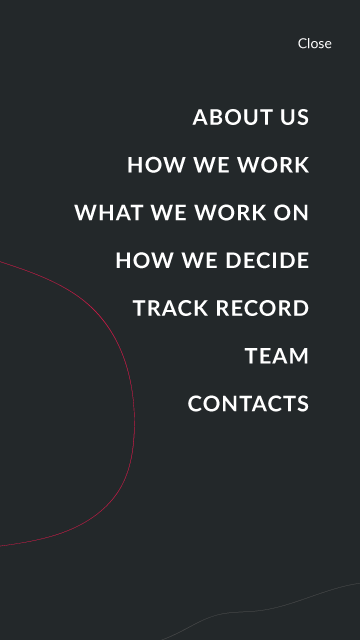 Close
ABOUT US
HOW WE WORK
WHAT WE WORK ON
HOW WE DECIDE
TRACK RECORD
TEAM
CONTACTS